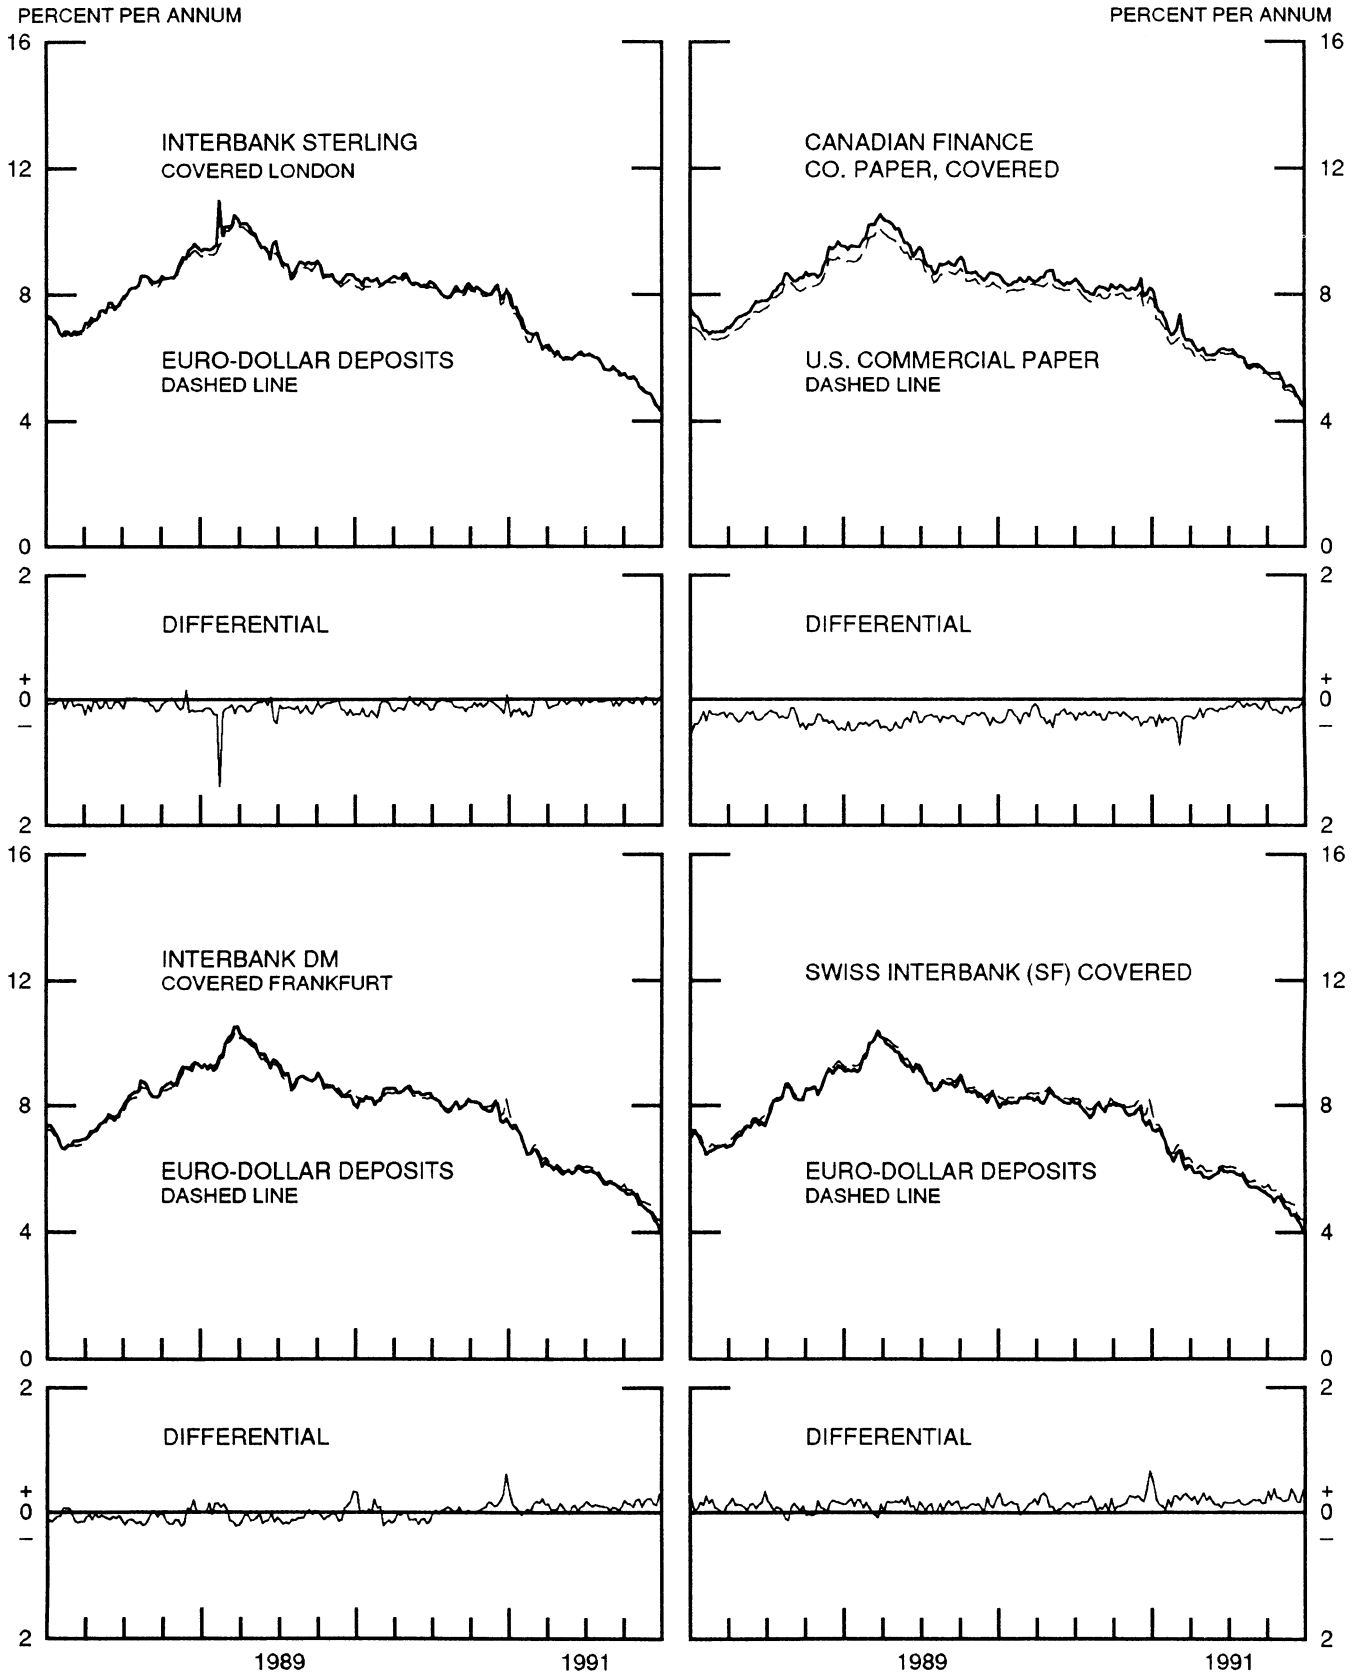 PERCENT PER ANNUM
PERCENT PER ANNUM
16
16
INTERBANK STERLING
COVERED LONDON
CANADIAN FINANCE
CO. PAPER, COVERED
12
12
8
8
EURO-DOLLAR DEPOSITS
DASHED LINE
U.S. COMMERCIAL PAPER
DASHED LINE
4
4
0
0
2
2
DIFFERENTIAL
DIFFERENTIAL
+
+
0
0
−
−
2
2
16
16
INTERBANK DM
COVERED FRANKFURT
SWISS INTERBANK (SF) COVERED
12
12
8
8
EURO-DOLLAR DEPOSITS
DASHED LINE
EURO-DOLLAR DEPOSITS
DASHED LINE
4
4
0
0
2
2
DIFFERENTIAL
DIFFERENTIAL
+
+
0
0
−
−
2
2
1989
1991
1989
1991